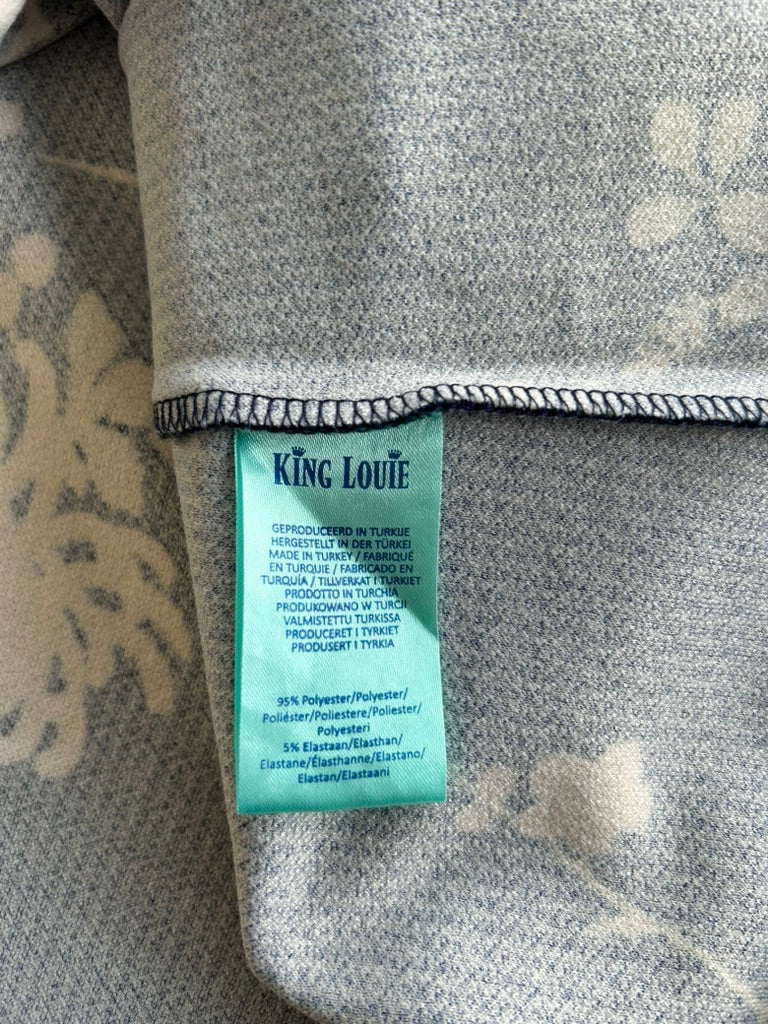 KING LOUIE
GEPRODUCEERD IN TURKIJE
HERGESTELLT IN DER TÜRKEI
MADE IN TURKEY / FABRIQUÉ
EN TURQUIE / FABRICADO EN
TURQUÍA / TILLVERKAT I TURKIET
PRODOTTO IN TURCHIA
PRODUKOWANO W TURCJI
VALMISTETTU TURKISSA
PRODUCERET I TYRKIET
PRODUSERT I TYRKIA
95% Polyester/Polyester/
Poliéster/Poliestere/Poliester/
Polyesteri
5% Elastaan/Elasthan/
Elastane/Élasthanne/Elastano/
Elastan/Elastaani